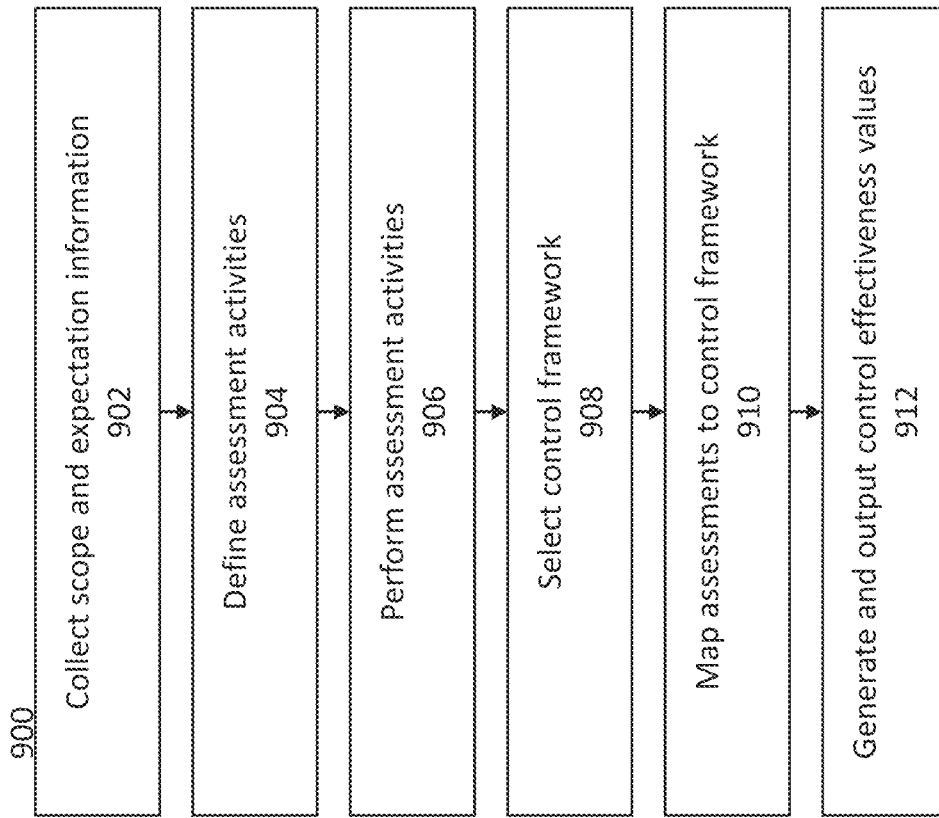 900
Collect scope and expectation information
902
Define assessment activities
904
Perform assessment activities
906
Select control framework
908
Map assessments to control framework
910
Generate and output control effectiveness values
912